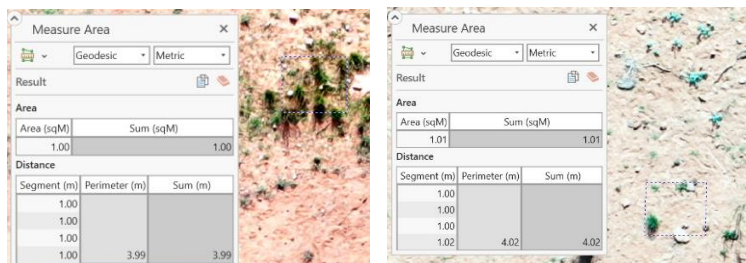 Measure Area
Geodesic Metric
Result
Area
Area (sqM) Sum (sqM)
1.00 1.00
Distance
Segment (m) Perimeter (m) Sum (m)
1.00
1.00
1.00
1.00 3.99 3.99
Measure Area
Geodesic Metric
Result
Area
Area (sqM) Sum (sqM)
1.01 1.01
Distance
Segment (m) Perimeter (m) Sum (m)
1.00
1.00
1.00
1.02 4.02 4.02